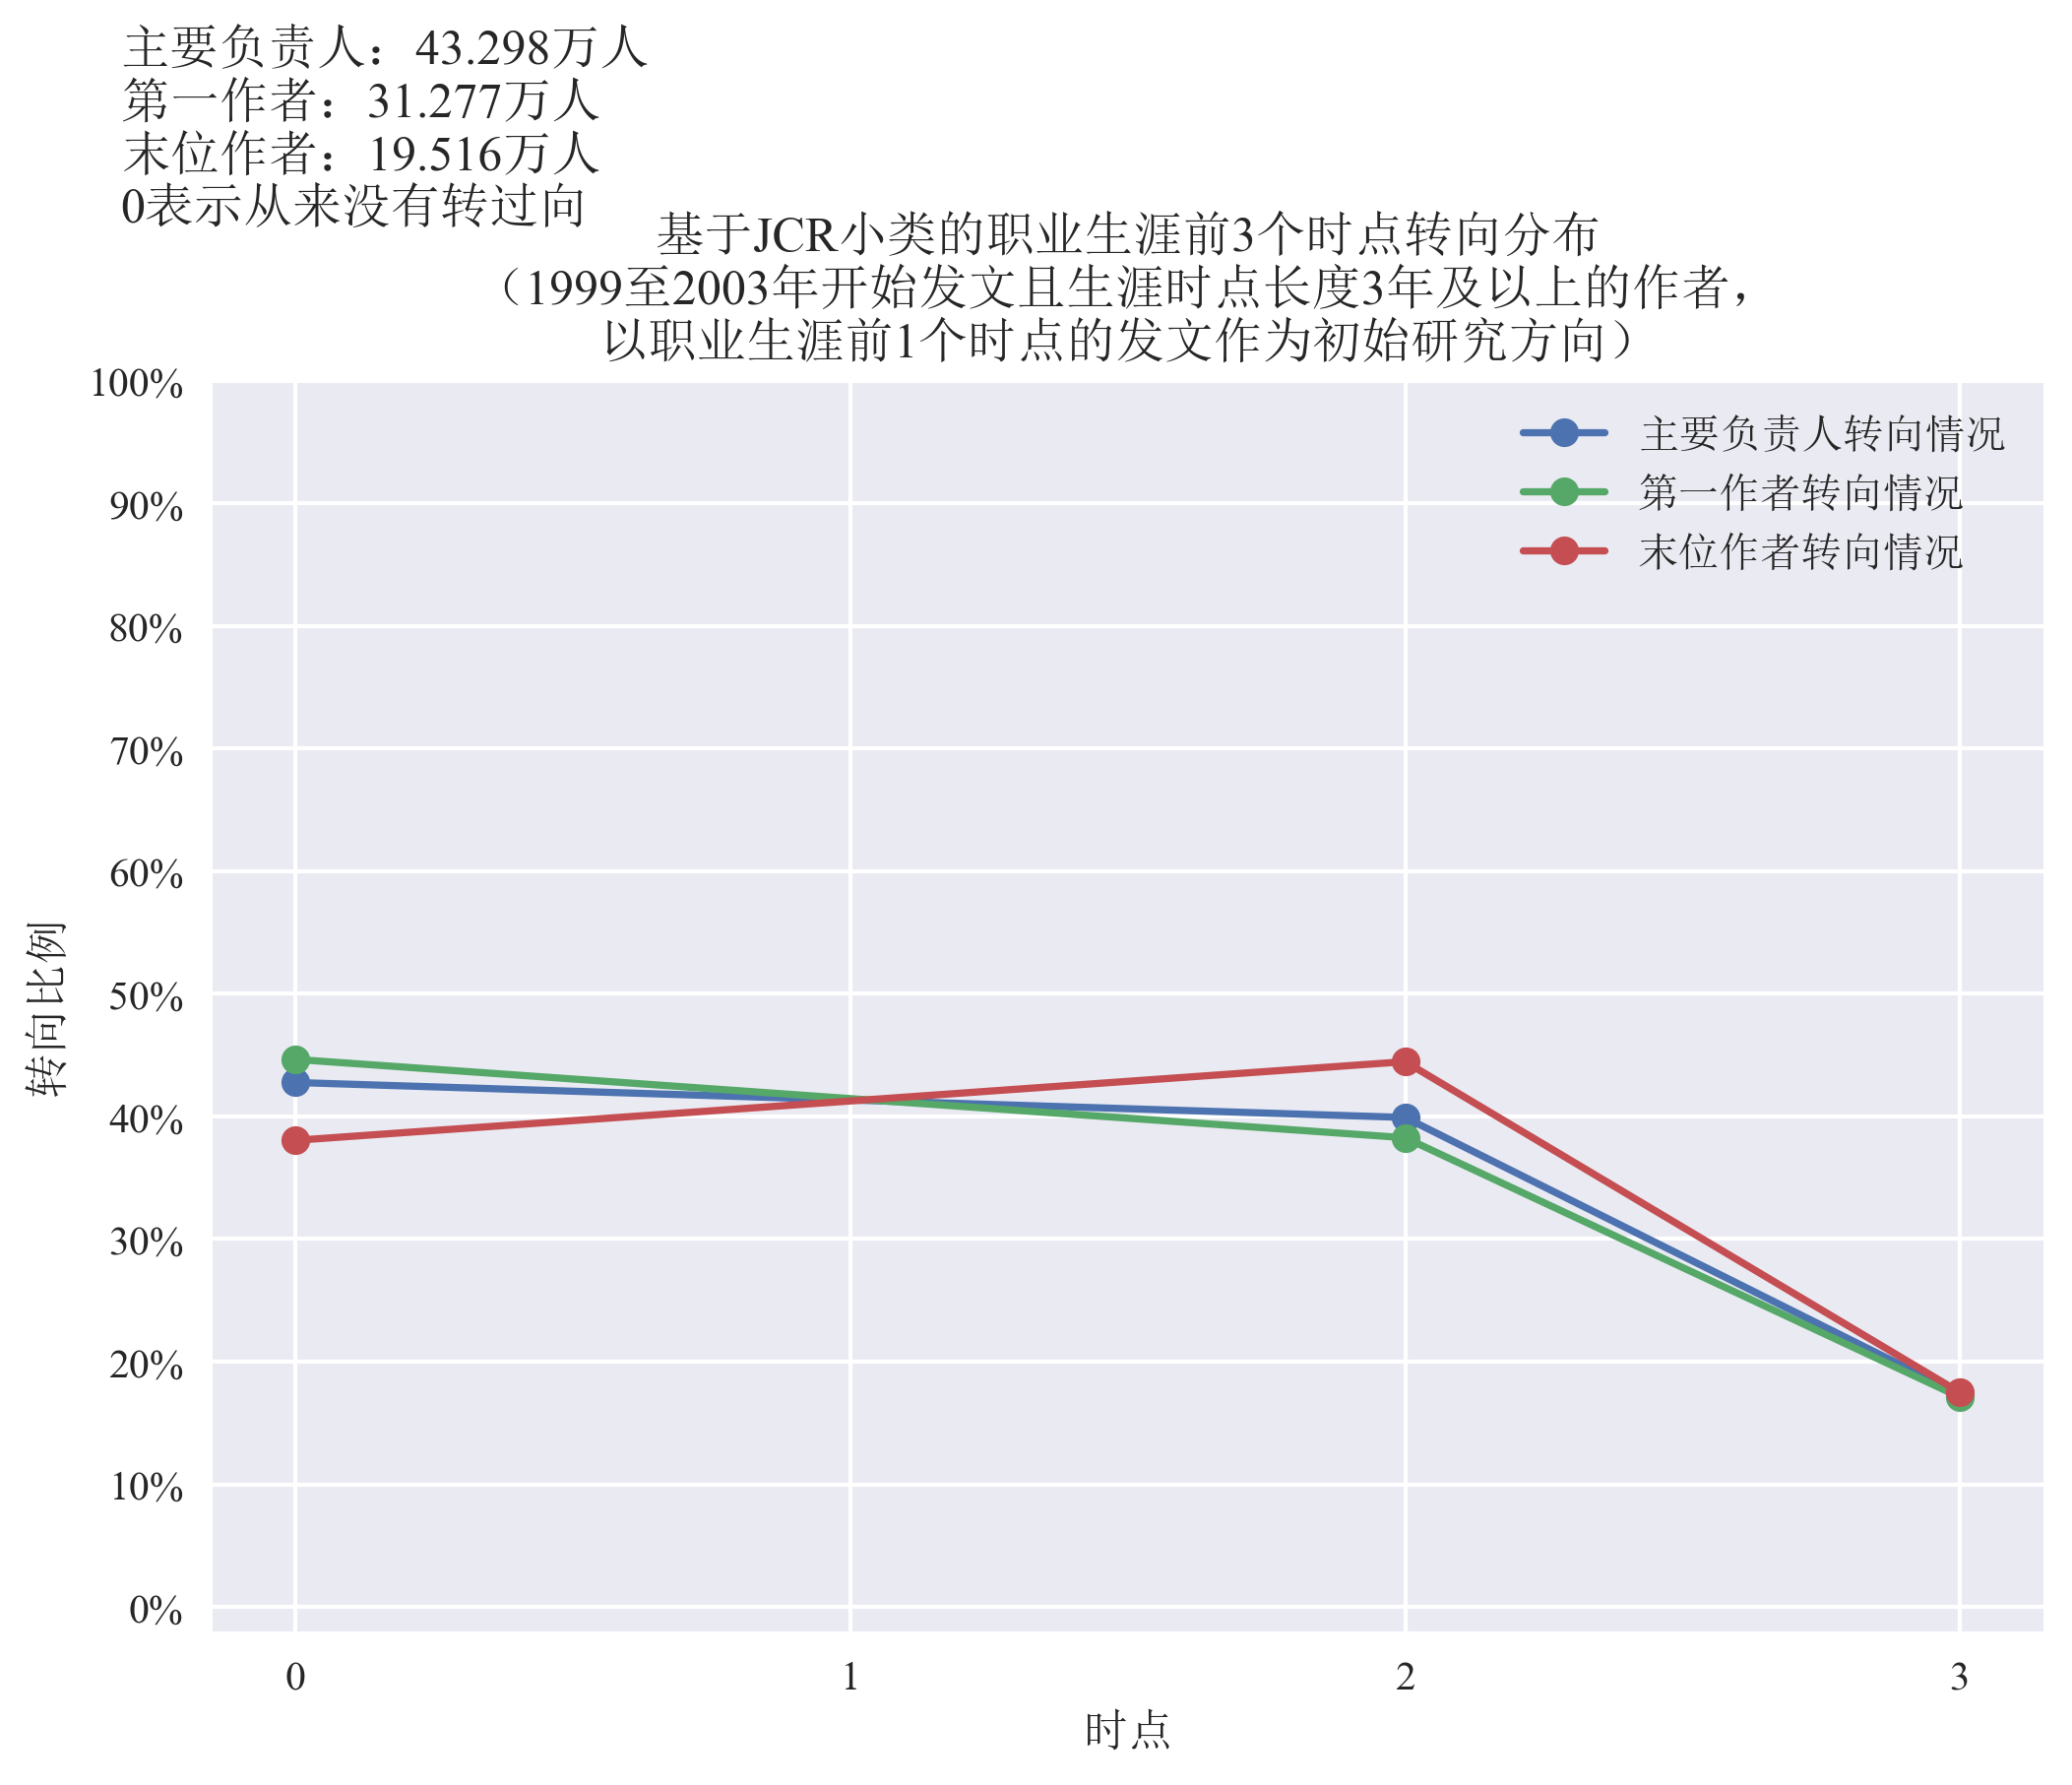 主要负责人：43.298万人
第一作者：31.277万人
末位作者：19.516万人
0表示从来没有转过向
基于JCR小类的职业生涯前3个时点转向分布
（1999至2003年开始发文且生涯时点长度3年及以上的作者，
以职业生涯前1个时点的发文作为初始研究方向）
主要负责人转向情况
第一作者转向情况
末位作者转向情况
100%
90%
80%
70%
60%
50%
40%
30%
20%
10%
0%
转向比例
0
1
2
3
时点